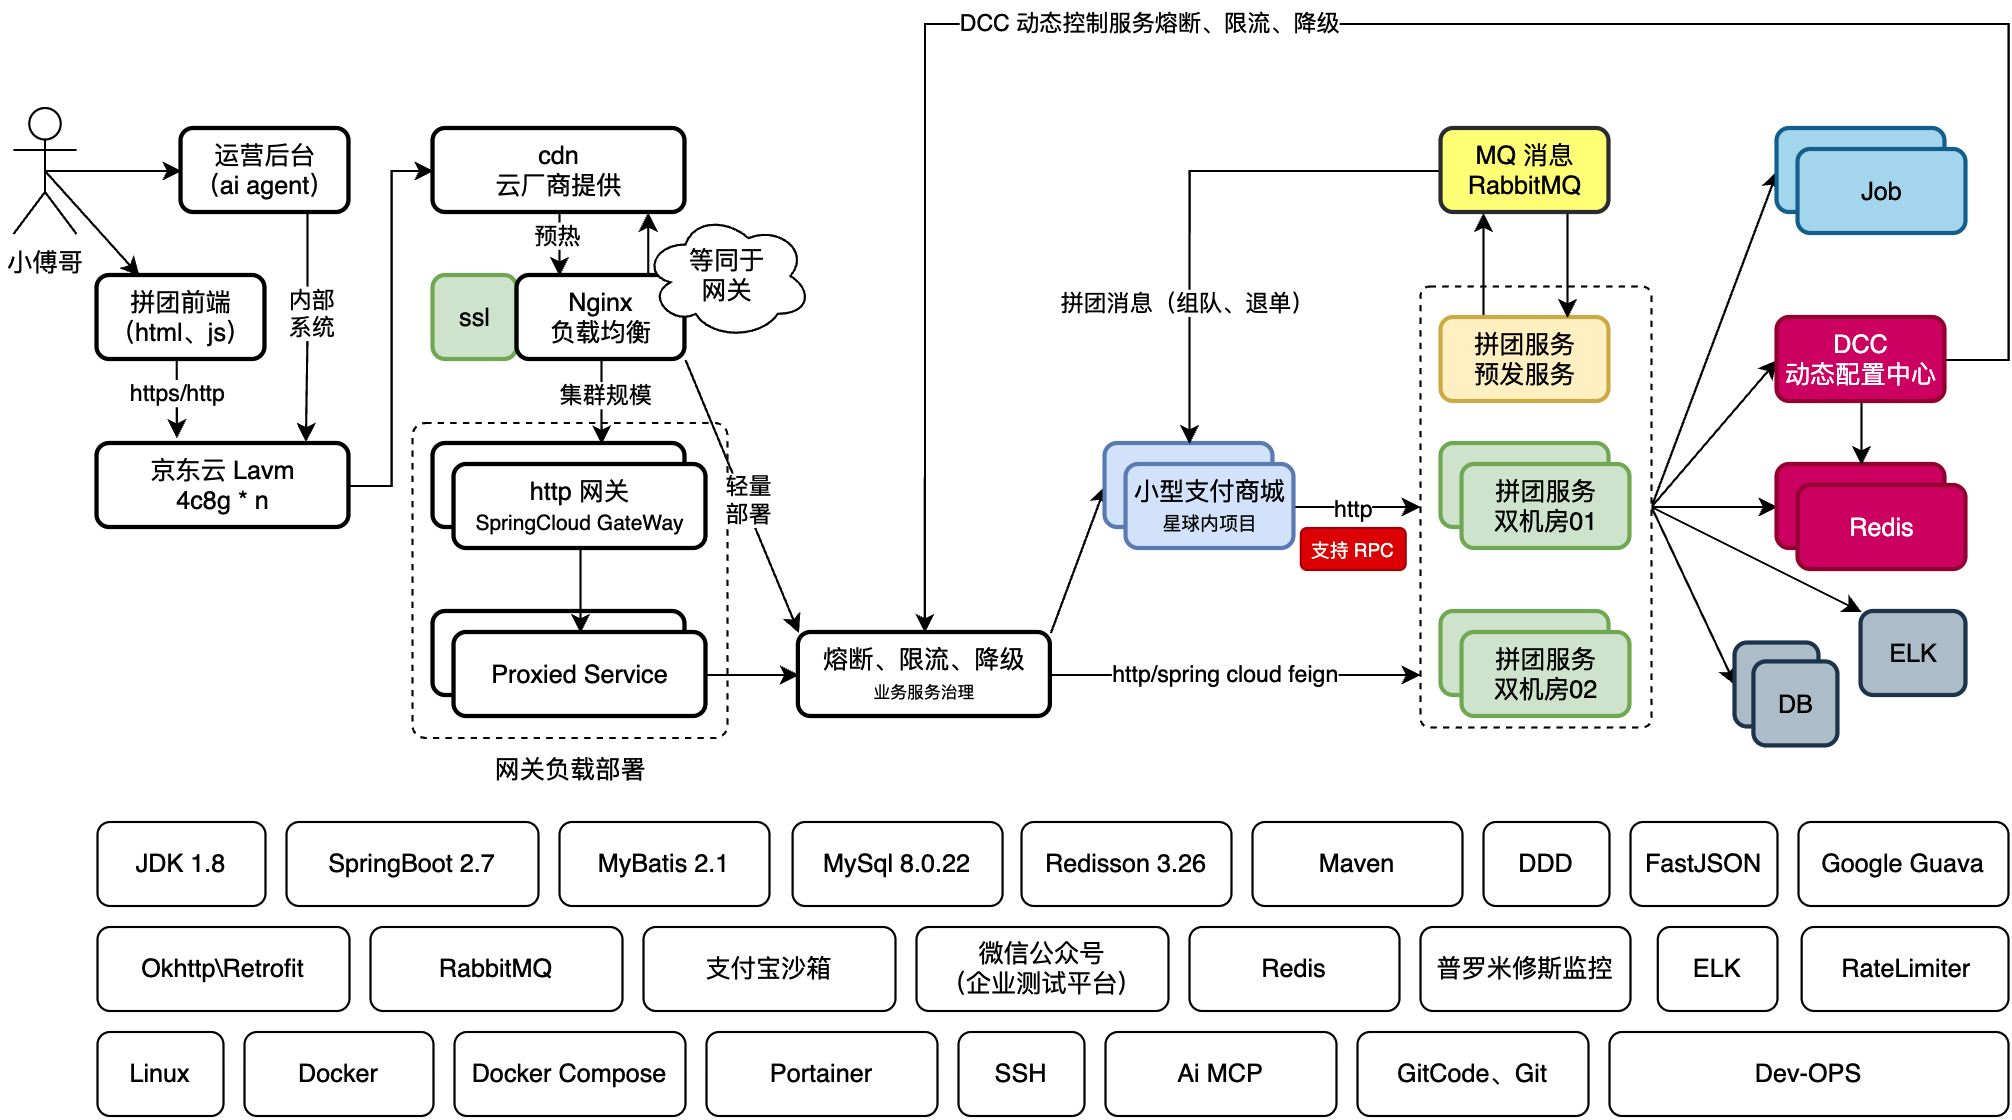 DCC 动态控制服务熔断、限流、降级
小傅哥
运营后台
（ai agent）
拼团前端
（html、js）
内部
系统
https/http
京东云 Lavm
4c8g * n
cdn
云厂商提供
预热
等同于
网关
ssl
Nginx
负载均衡
集群规模
http 网关
SpringCloud GateWay
轻量
部署
Proxied Service
网关负载部署
熔断、限流、降级
业务服务治理
拼团消息（组队、退单）
小型支付商城
星球内项目
http
支持 RPC
http/spring cloud feign
MQ 消息
RabbitMQ
拼团服务
预发服务
拼团服务
双机房01
拼团服务
双机房02
Job
DCC
动态配置中心
Redis
ELK
DB
JDK 1.8
SpringBoot 2.7
MyBatis 2.1
MySql 8.0.22
Redisson 3.26
Maven
DDD
FastJSON
Google Guava
Okhttp\Retrofit
RabbitMQ
支付宝沙箱
微信公众号
（企业测试平台）
Redis
普罗米修斯监控
ELK
RateLimiter
Linux
Docker
Docker Compose
Portainer
SSH
Ai MCP
GitCode、Git
Dev-OPS